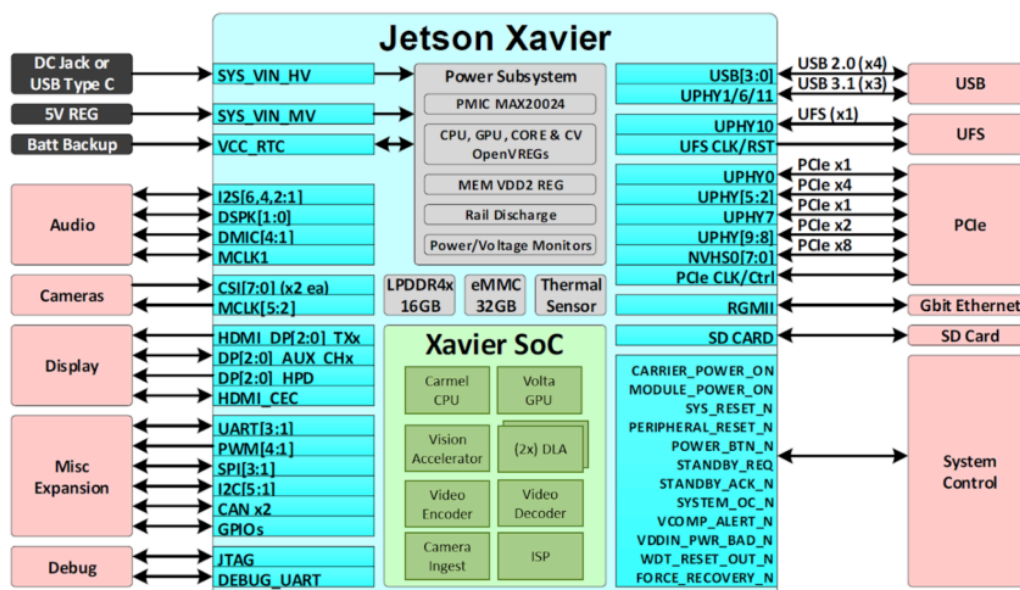 Jetson Xavier
DC Jack or
USB Type C
5V REG
Batt Backup
SYS_VIN_HV
SYS_VIN_MV
VCC_RTC
Power Subsystem
PMIC MAX20024
CPU, GPU, CORE & CV
OpenVREGs
MEM VDD2 REG
Rail Discharge
Power/Voltage Monitors
Audio
I2S[6,4,2:1]
DSPK[1:0]
DMIC[4:1]
MCLK1
Cameras
CSI[7:0] (x2 ea)
MCLK[5:2]
Display
HDMI_DP[2:0]_TXx
DP[2:0]_AUX_CHx
DP[2:0]_HPD
HDMI_CEC
Misc
Expansion
UART[3:1]
PWM[4:1]
SPI[3:1]
I2C[5:1]
CAN x2
GPIOs
Debug
JTAG
DEBUG_UART
LPDDR4x
16GB
eMMC
32GB
Thermal
Sensor
Xavier SoC
Carmel
CPU
Volta
GPU
Vision
Accelerator
(2x) DLA
Video
Encoder
Video
Decoder
Camera
Ingest
ISP
USB[3:0]
UPHY1/6/11
USB 2.0 (x4)
USB 3.1 (x3)
USB
UPHY10
UFS CLK/RST
UFS (x1)
UFS
UPHY0
UPHY[5:2]
UPHY7
UPHY[9:8]
NVHS0[7:0]
PCIe CLK/Ctrl
PCIe x1
PCIe x4
PCIe x1
PCIe x2
PCIe x8
PCIe
RGMII
Gbit Ethernet
SD CARD
SD Card
CARRIER_POWER_ON
MODULE_POWER_ON
SYS_RESET_N
PERIPHERAL_RESET_N
POWER_BTN_N
STANDBY_REQ
STANDBY_ACK_N
SYSTEM_OC_N
VCOMP_ALERT_N
VDDIN_PWR_BAD_N
WDT_RESET_OUT_N
FORCE_RECOVERY_N
System
Control